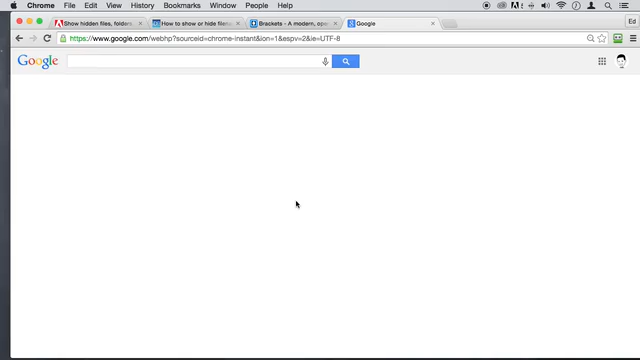 Chrome File Edit View History Bookmarks Window People Help
Show hidden files, folders How to show or hide filena Brackets - A modern, ope Google Ed
https://www.google.com/webhp?sourceid=chrome-instant&ion=1&espv=2&ie=UTF-8
Google